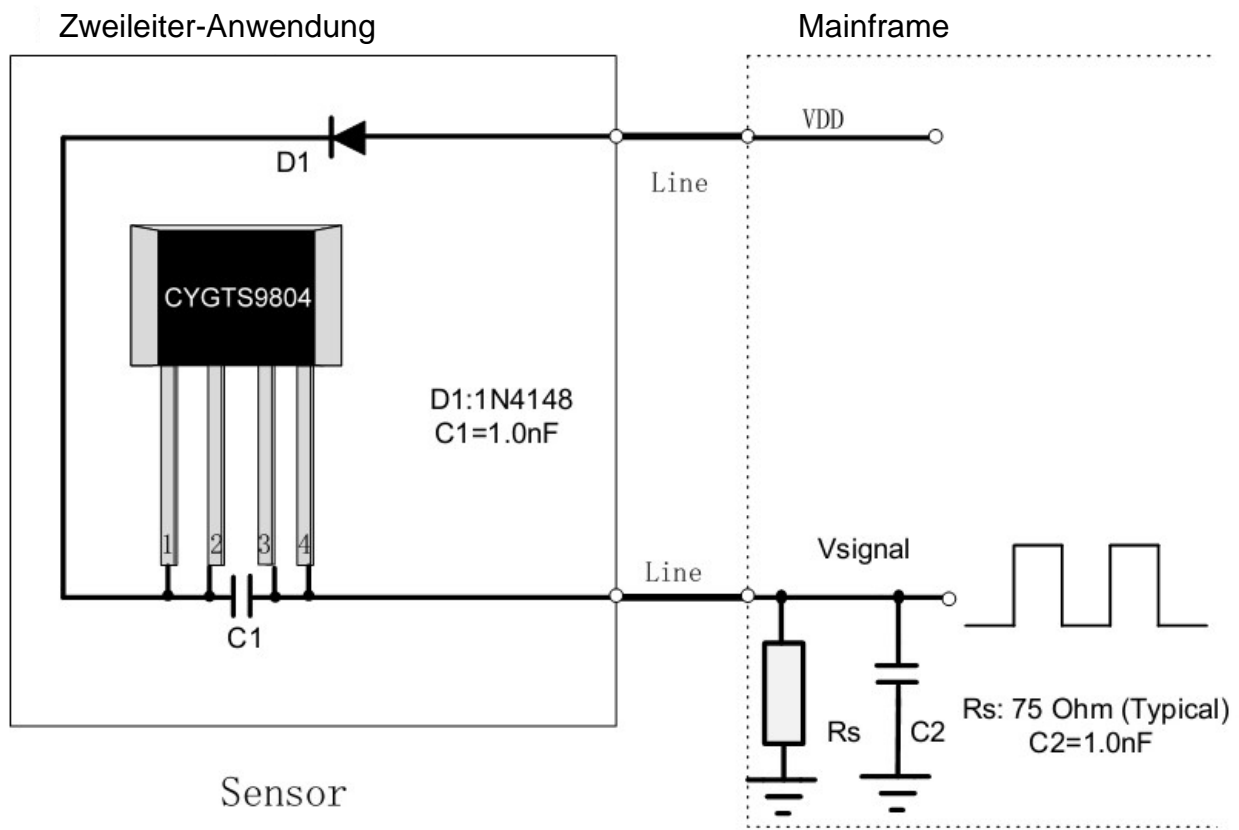 Zweileiter-Anwendung
Mainframe
VDD
D1
Line
CYGTS9804
D1:1N4148
C1=1.0nF
1 2 3 4
Vsignal
Line
C1
Rs
C2
Rs: 75 Ohm (Typical)
C2=1.0nF
Sensor